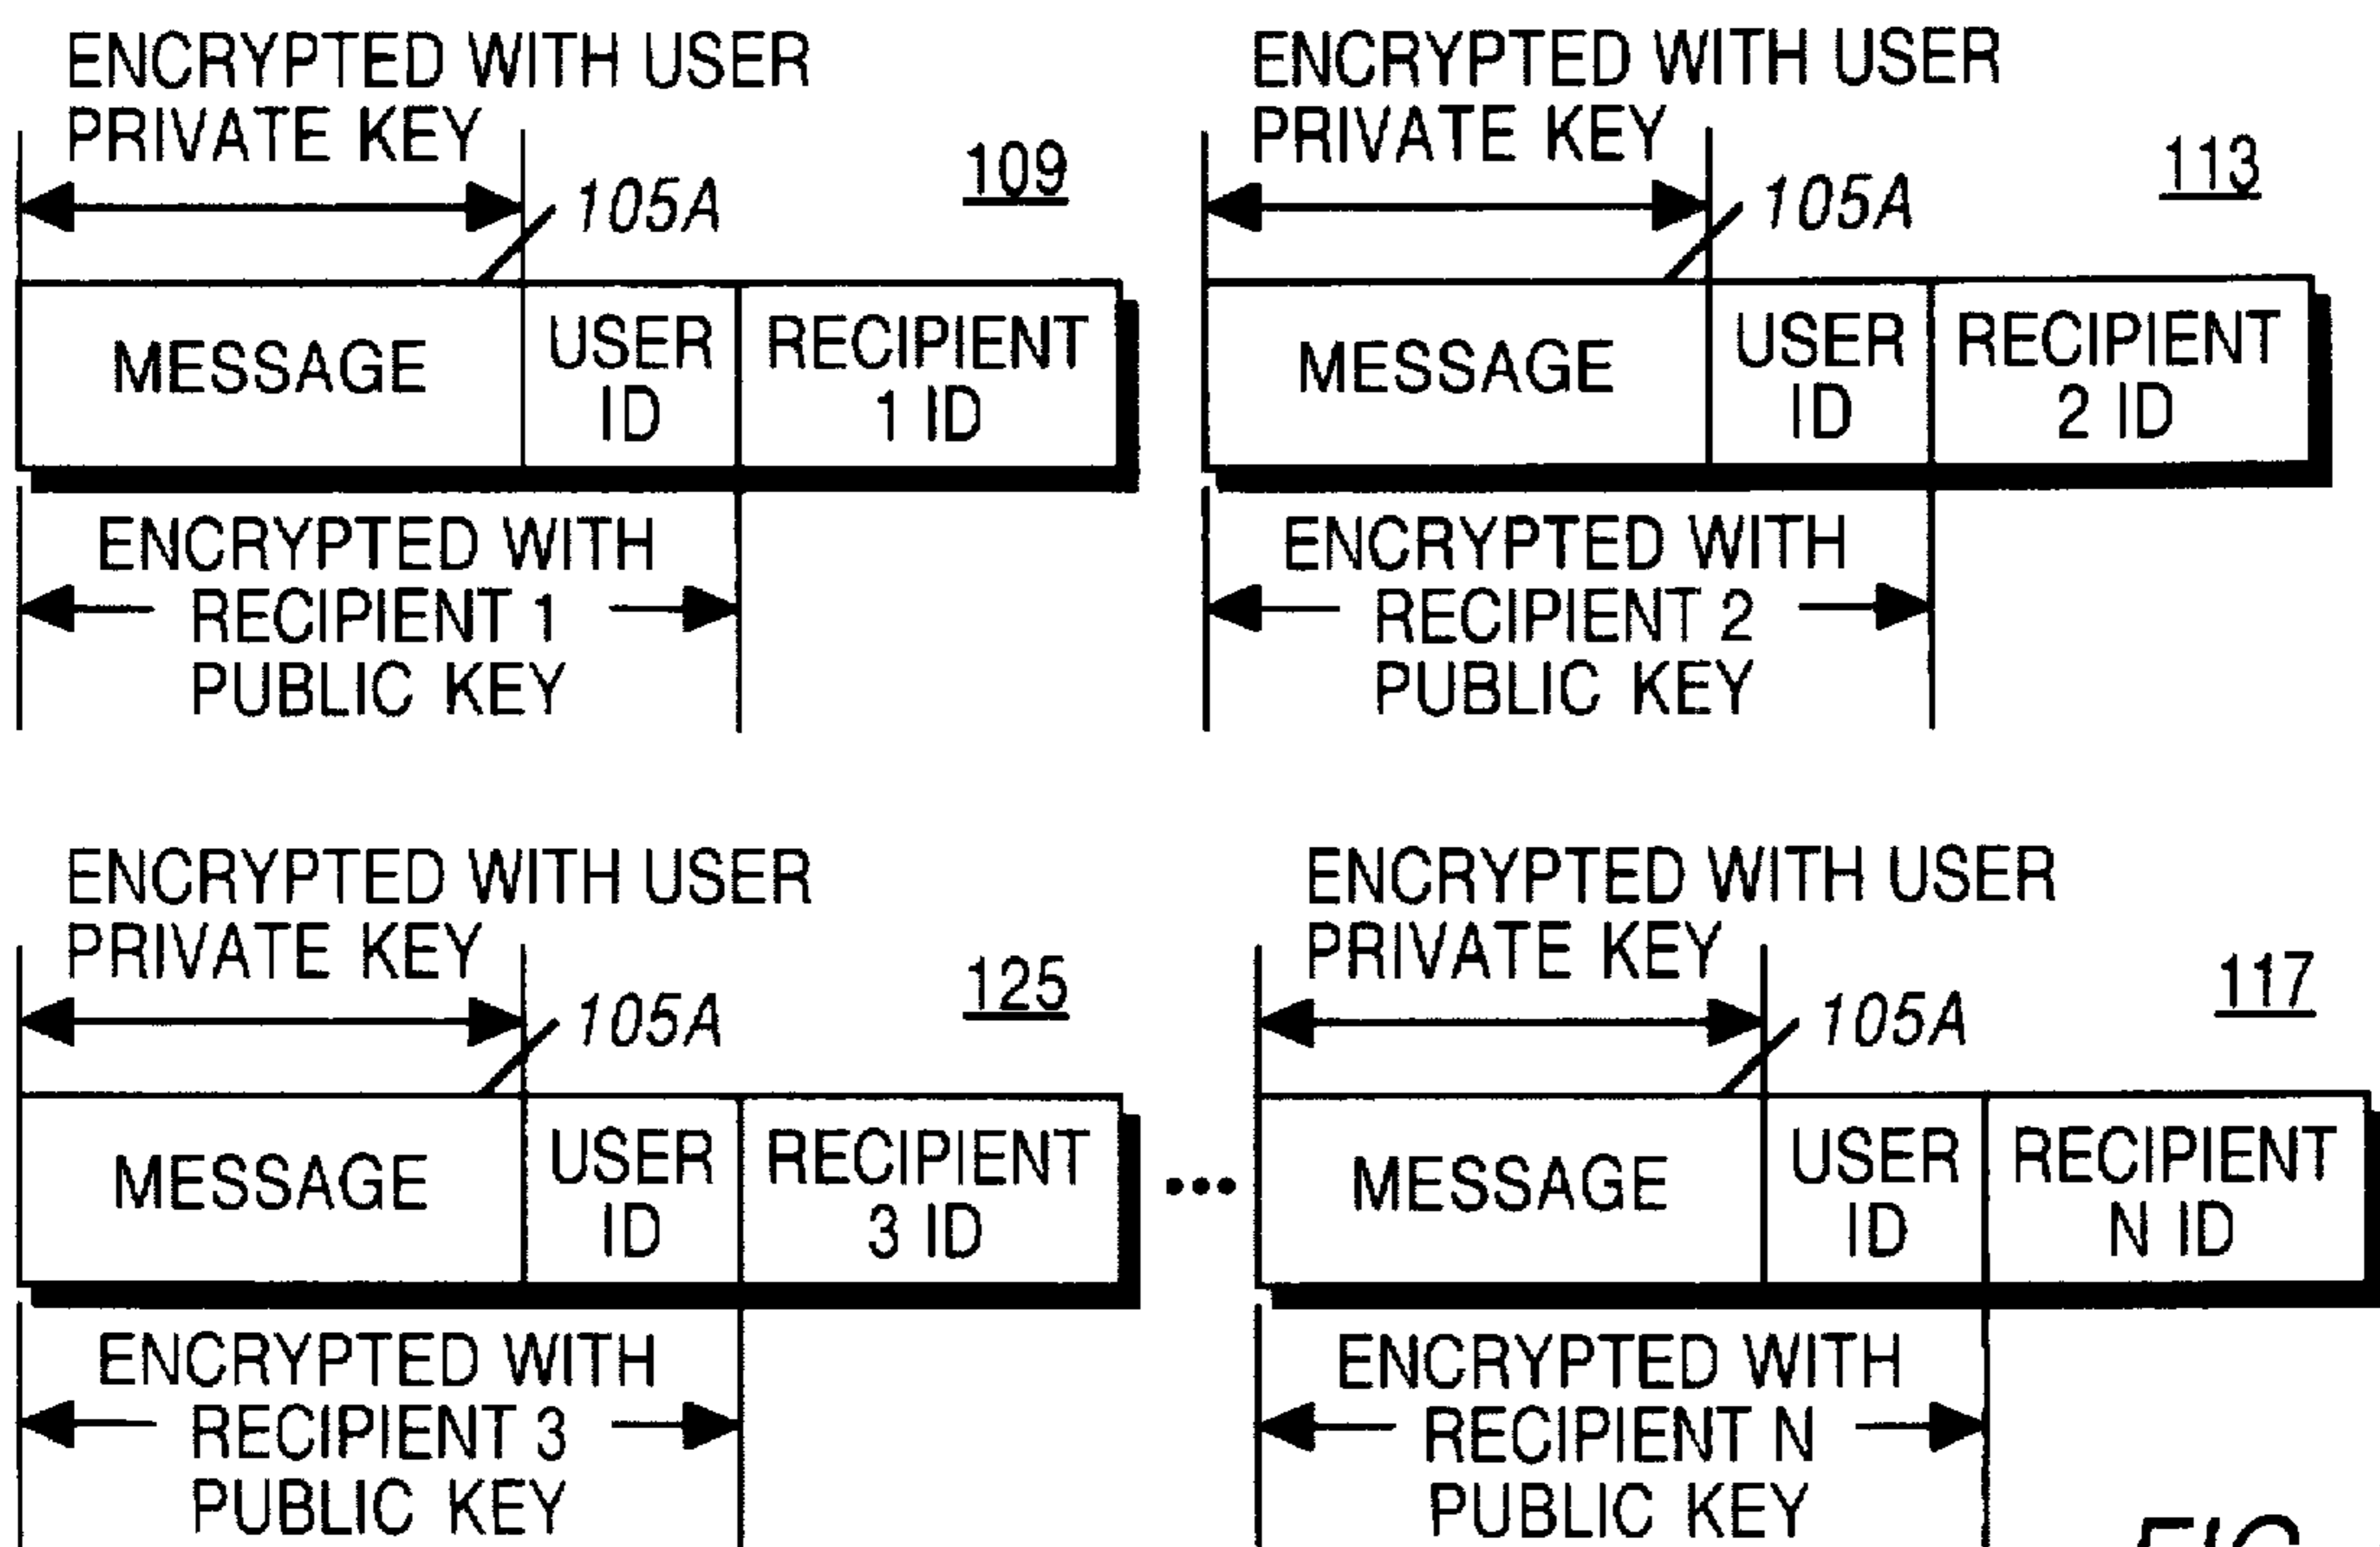 ENCRYPTED WITH USER
PRIVATE KEY
109
105A
MESSAGE
USER
ID
RECIPIENT
1 ID
ENCRYPTED WITH
RECIPIENT 1
PUBLIC KEY
ENCRYPTED WITH USER
PRIVATE KEY
113
105A
MESSAGE
USER
ID
RECIPIENT
2 ID
ENCRYPTED WITH
RECIPIENT 2
PUBLIC KEY
ENCRYPTED WITH USER
PRIVATE KEY
125
105A
MESSAGE
USER
ID
RECIPIENT
3 ID
ENCRYPTED WITH
RECIPIENT 3
PUBLIC KEY
•••
ENCRYPTED WITH USER
PRIVATE KEY
117
105A
MESSAGE
USER
ID
RECIPIENT
N ID
ENCRYPTED WITH
RECIPIENT N
PUBLIC KEY